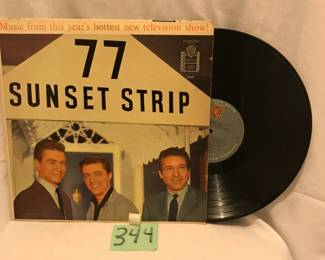 Music from this year's hottest new television show!
77
SUNSET STRIP
344